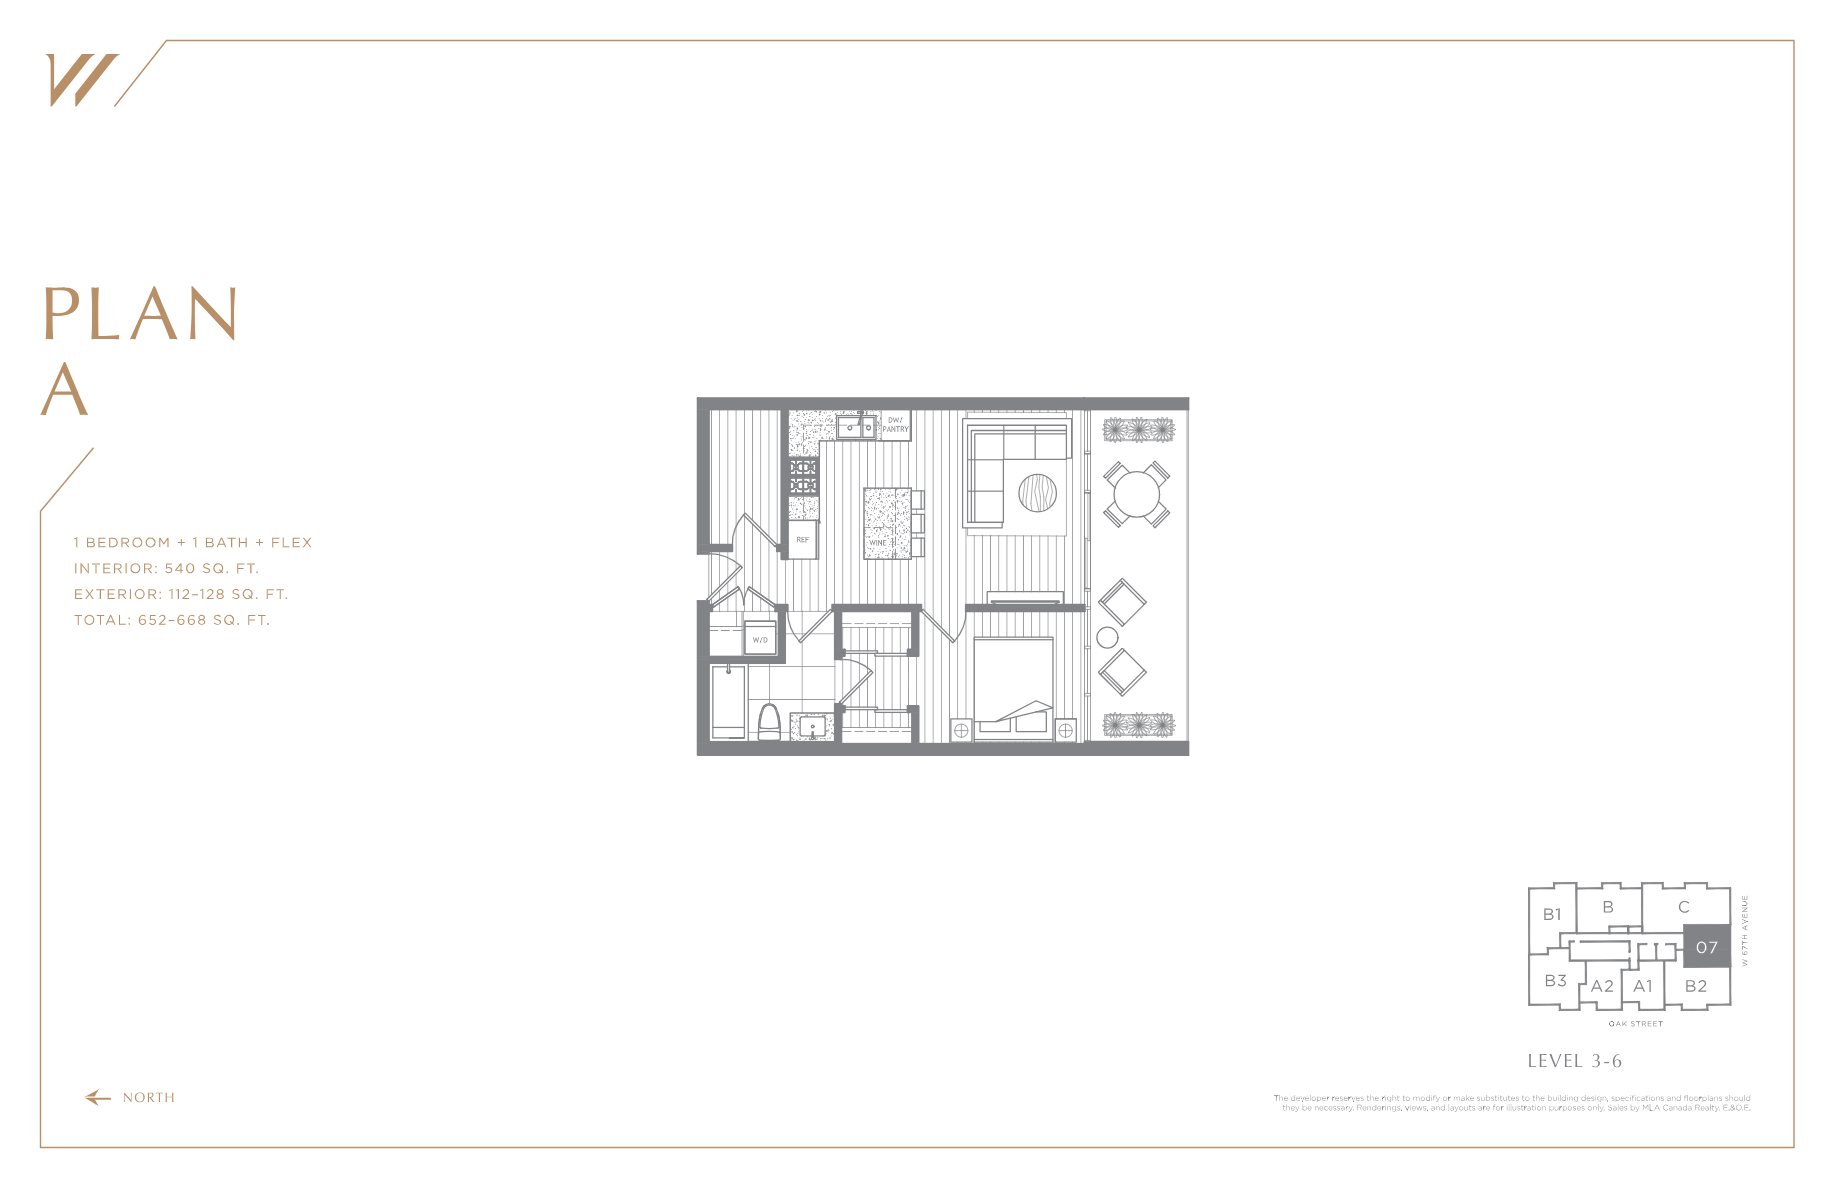 W
PLAN
A
1 BEDROOM + 1 BATH + FLEX
INTERIOR: 540 SQ. FT.
EXTERIOR: 112–128 SQ. FT.
TOTAL: 652–668 SQ. FT.
DW/
PANTRY
REF
WINE
W/D
B1
B
C
07
B3
A2
A1
B2
W 67TH AVENUE
OAK STREET
LEVEL 3-6
NORTH
The developer reserves the right to modify or make substitutes to the building design, specifications and floorplans should
they be necessary. Renderings, views, and layouts are for illustration purposes only. Sales by MLA Canada Realty. E.&O.E.